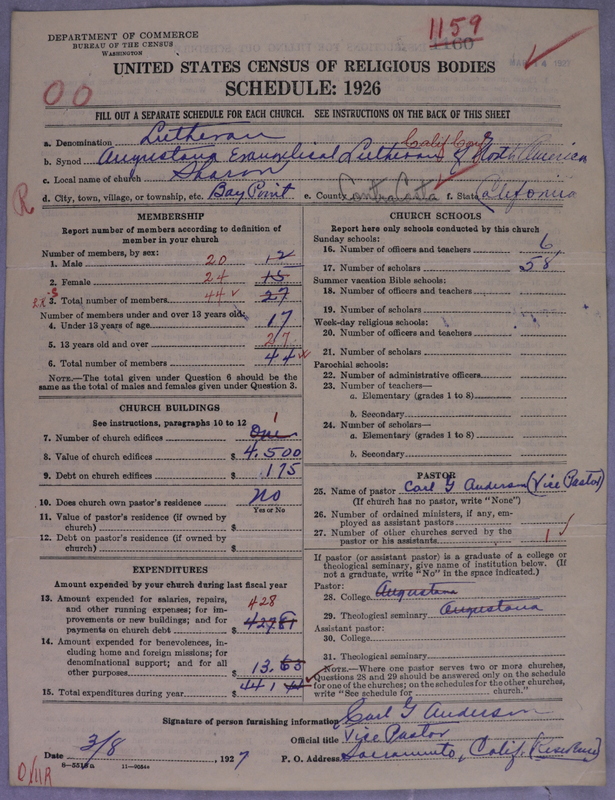 DEPARTMENT OF COMMERCE
BUREAU OF THE CENSUS
WASHINGTON
1159
1160
UNITED STATES CENSUS OF RELIGIOUS BODIES
SCHEDULE: 1926
00
FILL OUT A SEPARATE SCHEDULE FOR EACH CHURCH. SEE INSTRUCTIONS ON THE BACK OF THIS SHEET
a. Denomination Lutheran
Calif Conf
b. Synod Augustana Evangelical Lutheran of North America
c. Local name of church Sharon
R
d. City, town, village, or township, etc. Bay Point e. County Contra Costa f. State California
MEMBERSHIP
Report number of members according to definition of
member in your church
Number of members, by sex:
1. Male 20 12
2. Female 24 15
3. Total number of members 44 27
Number of members under and over 13 years old:
4. Under 13 years of age 17
5. 13 years old and over 27
6. Total number of members 44
NOTE.—The total given under Question 6 should be the
same as the total of males and females given under Question 3.
CHURCH BUILDINGS
See instructions, paragraphs 10 to 12
7. Number of church edifices One 1
8. Value of church edifices $ 4,500
9. Debt on church edifices $ 175
10. Does church own pastor's residence No
Yes or No
11. Value of pastor's residence (if owned by
church) $
12. Debt on pastor's residence (if owned by
church) $
EXPENDITURES
Amount expended by your church during last fiscal year
13. Amount expended for salaries, repairs, 428
and other running expenses; for im-
provements or new buildings; and for
payments on church debt $ 427.81
14. Amount expended for benevolences, in-
cluding home and foreign missions; for
denominational support; and for all
other purposes $ 13.63
15. Total expenditures during year $ 441
CHURCH SCHOOLS
Report here only schools conducted by this church
Sunday schools:
16. Number of officers and teachers 6
17. Number of scholars 58
Summer vacation Bible schools:
18. Number of officers and teachers
19. Number of scholars
Week-day religious schools:
20. Number of officers and teachers
21. Number of scholars
Parochial schools:
22. Number of administrative officers
23. Number of teachers—
a. Elementary (grades 1 to 8)
b. Secondary
24. Number of scholars—
a. Elementary (grades 1 to 8)
b. Secondary
PASTOR
25. Name of pastor Carl G Anderson (Vice Pastor)
(If church has no pastor, write "None")
26. Number of ordained ministers, if any, em-
ployed as assistant pastors
27. Number of other churches served by the
pastor or his assistants 1
If pastor (or assistant pastor) is a graduate of a college or
theological seminary, give name of institution below. (If
not a graduate, write "No" in the space indicated.)
Pastor:
28. College Augustana
29. Theological seminary Augustana
Assistant pastor:
30. College
31. Theological seminary
NOTE.—Where one pastor serves two or more churches,
Questions 28 and 29 should be answered only on the schedule
for one of the churches; on the schedules for the other churches,
write "See schedule for church."
Signature of person furnishing information Carl G Anderson
Official title Vice Pastor
Date 3/8, 1927 P. O. Address Sacramento, Calif. (Residence)
8—5518a 11—9684a